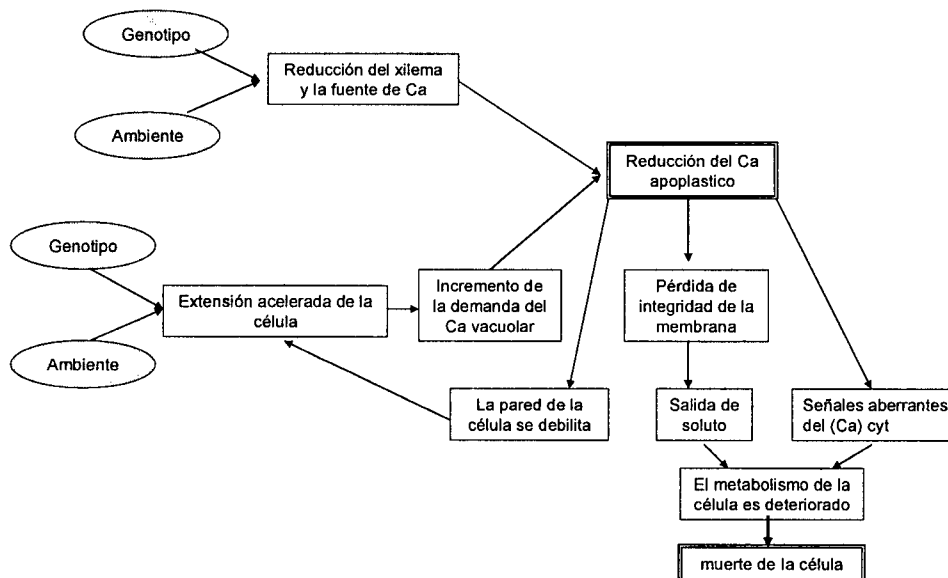 Genotipo
Reducción del xilema
y la fuente de Ca
Ambiente
Reducción del Ca
apoplastico
Genotipo
Extensión acelerada de la
célula
Ambiente
Incremento de
la demanda del
Ca vacuolar
Pérdida de
integridad de la
membrana
La pared de la
célula se debilita
Salida de
soluto
Señales aberrantes
del (Ca) cyt
El metabolismo de la
célula es deteriorado
muerte de la célula